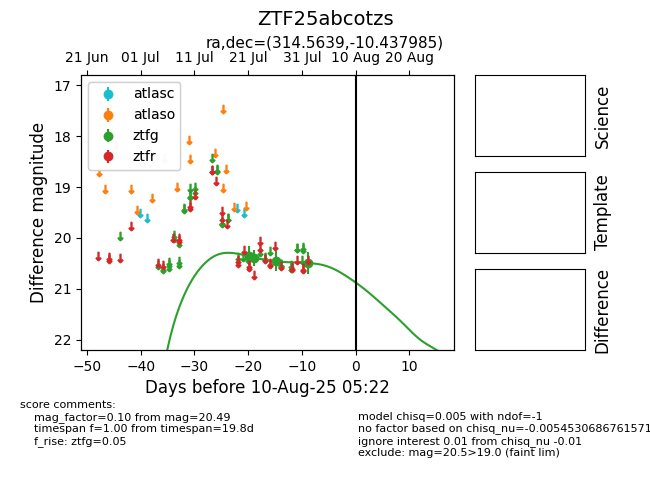 ZTF25abcotzs
ra,dec=(314.5639,-10.437985)
21 Jun 01 Jul 11 Jul 21 Jul 31 Jul 10 Aug 20 Aug
atlasc
atlaso
ztfg
ztfr
Difference magnitude
17
18
19
20
21
22
−50 −40 −30 −20 −10 0 10
Days before 10-Aug-25 05:22
Science
Template
Difference
score comments:
mag_factor=0.10 from mag=20.49
timespan f=1.00 from timespan=19.8d
f_rise: ztfg=0.05
model chisq=0.005 with ndof=-1
no factor based on chisq_nu=-0.0054530686761571
ignore interest 0.01 from chisq_nu -0.01
exclude: mag=20.5>19.0 (faint lim)